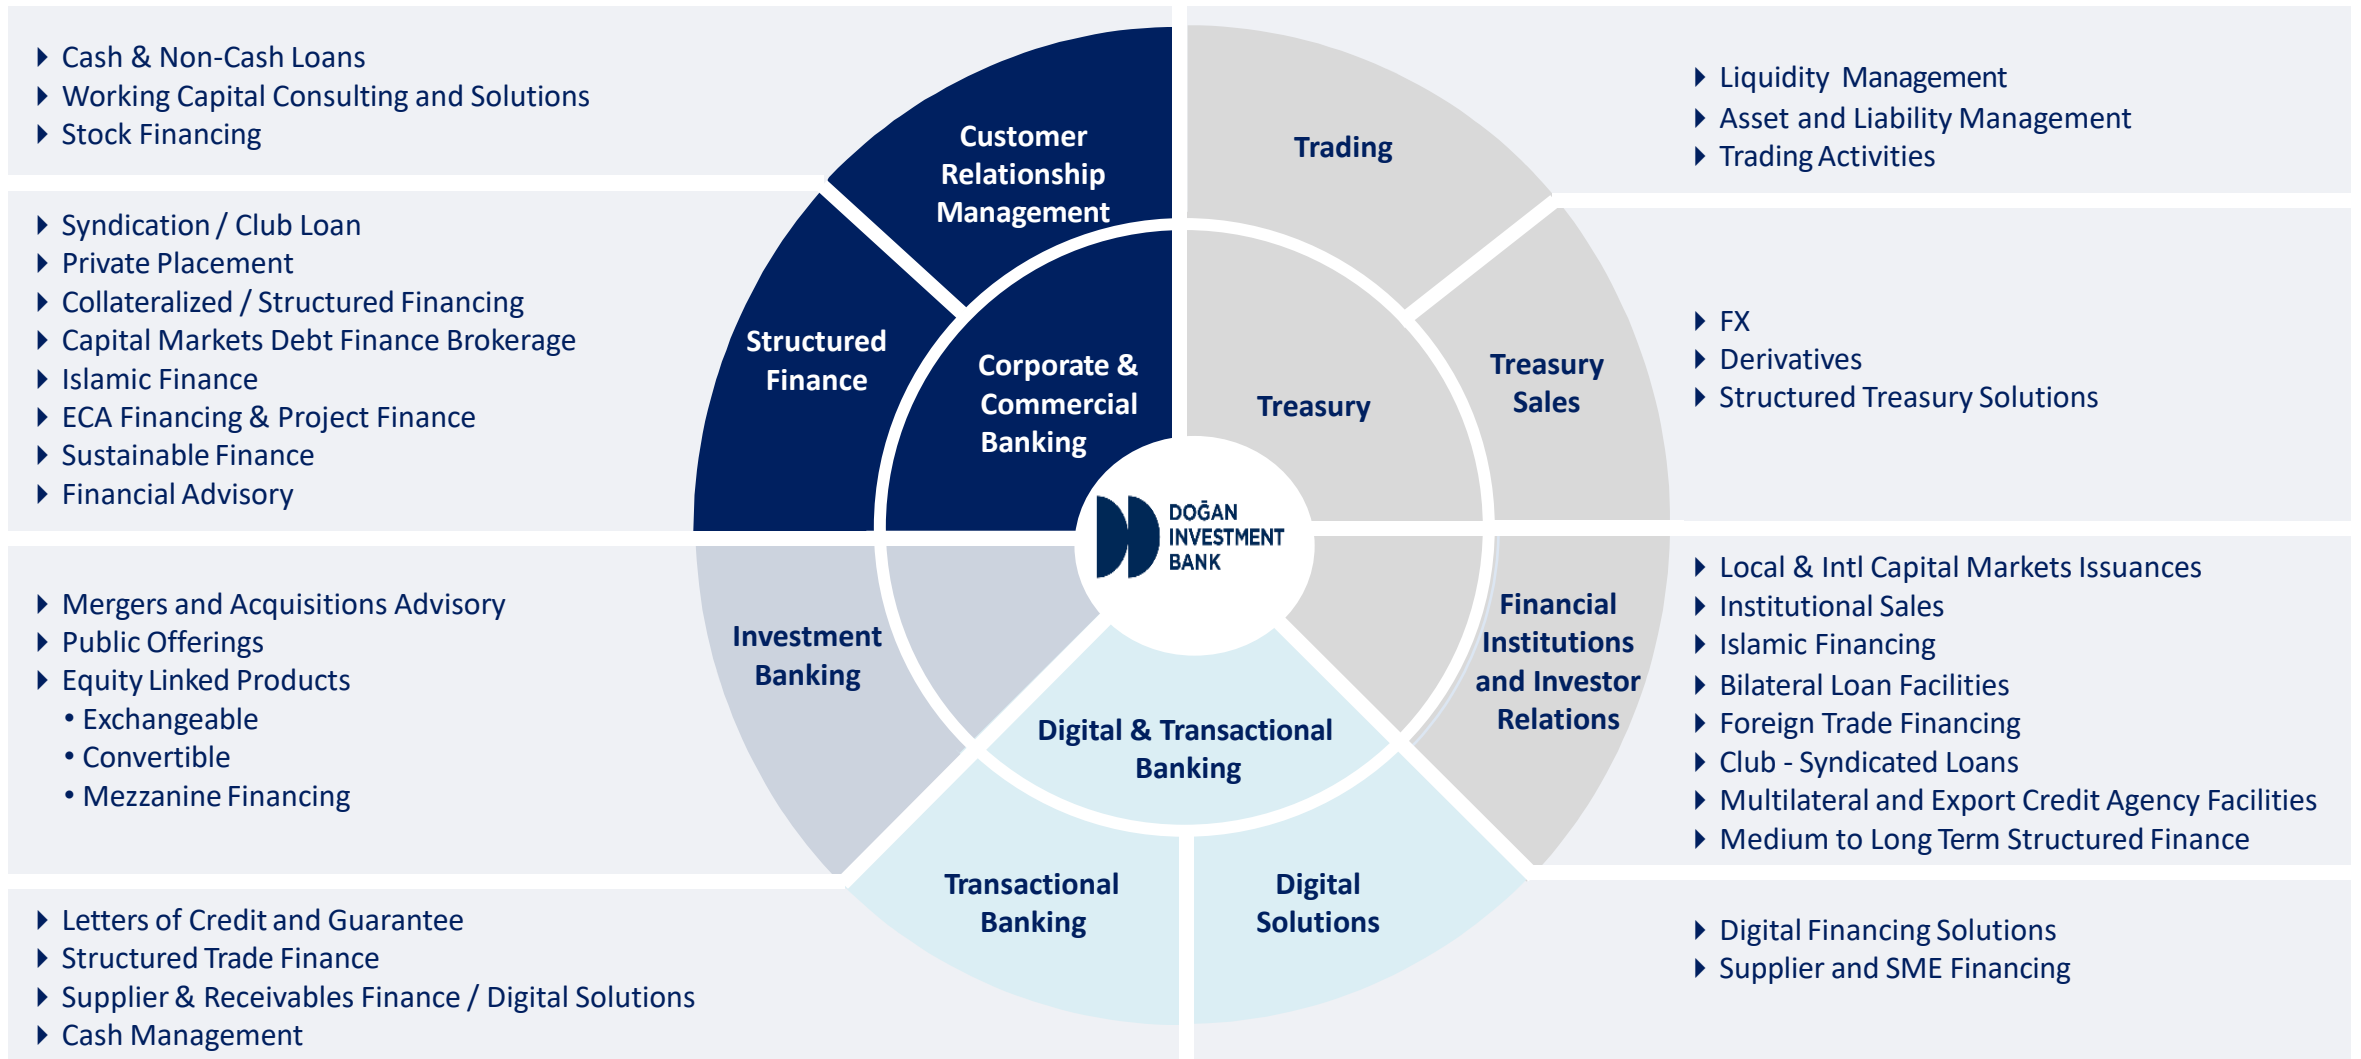 Cash & Non-Cash Loans
Working Capital Consulting and Solutions
Stock Financing
Syndication / Club Loan
Private Placement
Collateralized / Structured Financing
Capital Markets Debt Finance Brokerage
Islamic Finance
ECA Financing & Project Finance
Sustainable Finance
Financial Advisory
Mergers and Acquisitions Advisory
Public Offerings
Equity Linked Products
• Exchangeable
• Convertible
• Mezzanine Financing
Letters of Credit and Guarantee
Structured Trade Finance
Supplier & Receivables Finance / Digital Solutions
Cash Management
Customer
Relationship
Management
Structured
Finance
Corporate &
Commercial
Banking
Investment
Banking
Trading
Treasury
Treasury
Sales
DOĞAN
INVESTMENT
BANK
Financial
Institutions
and Investor
Relations
Digital & Transactional
Banking
Transactional
Banking
Digital
Solutions
Liquidity Management
Asset and Liability Management
Trading Activities
FX
Derivatives
Structured Treasury Solutions
Local & Intl Capital Markets Issuances
Institutional Sales
Islamic Financing
Bilateral Loan Facilities
Foreign Trade Financing
Club - Syndicated Loans
Multilateral and Export Credit Agency Facilities
Medium to Long Term Structured Finance
Digital Financing Solutions
Supplier and SME Financing